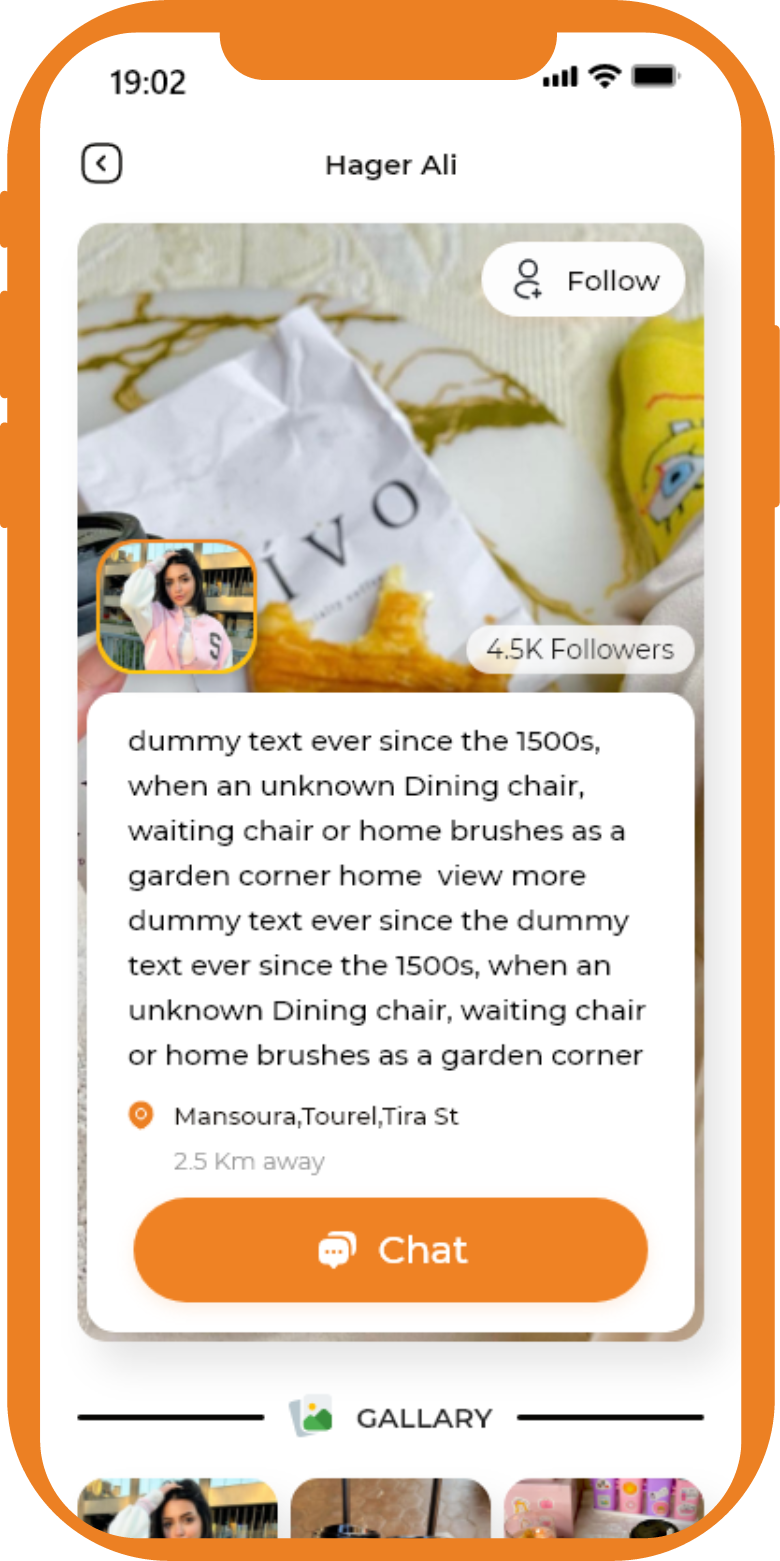 19:02
Hager Ali
Follow
ÍVO
S
4.5K Followers
dummy text ever since the 1500s,
when an unknown Dining chair,
waiting chair or home brushes as a
garden corner home  view more
dummy text ever since the dummy
text ever since the 1500s, when an
unknown Dining chair, waiting chair
or home brushes as a garden corner
Mansoura,Tourel,Tira St
2.5 Km away
Chat
GALLARY